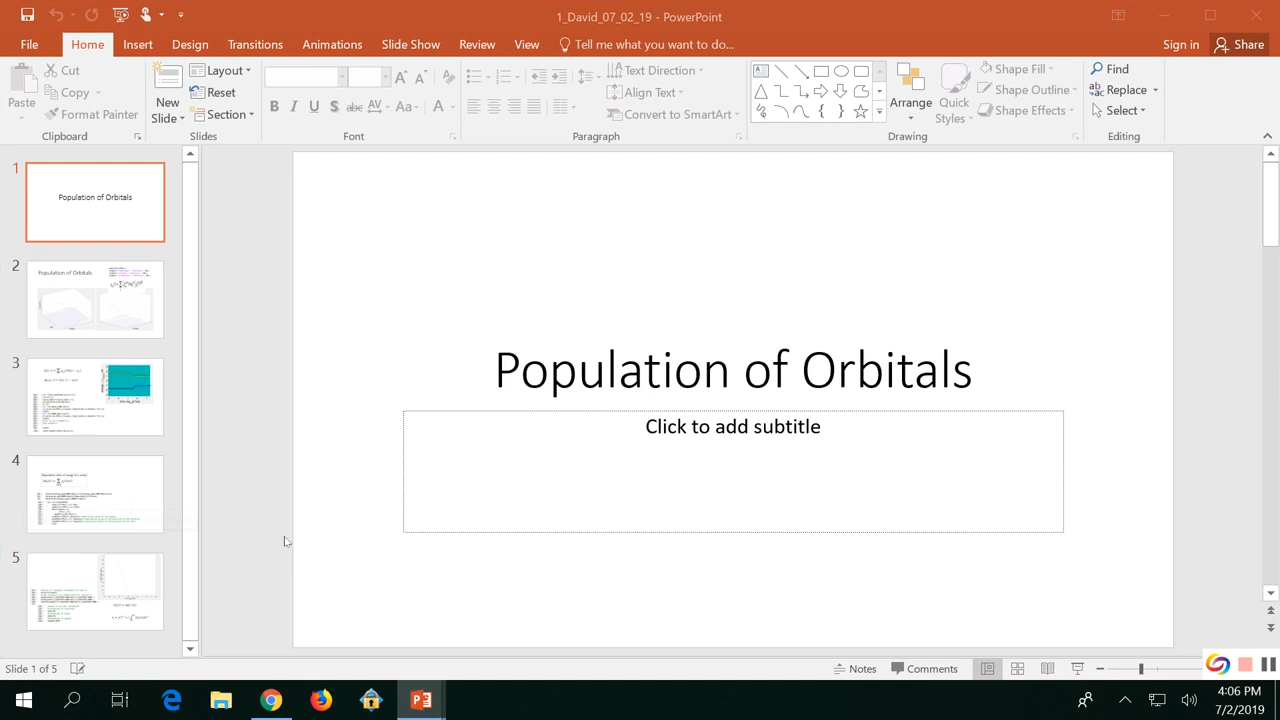 1_David_07_02_19 - PowerPoint
File Home Insert Design Transitions Animations Slide Show Review View Tell me what you want to do... Sign in Share
Paste
Cut
Copy
Format Painter
Clipboard
New Slide
Layout
Reset
Section
Slides
B I U S abc AV Aa A
Font
Text Direction
Align Text
Convert to SmartArt
Paragraph
Arrange
Quick Styles
Shape Fill
Shape Outline
Shape Effects
Drawing
Find
Replace
Select
Editing
1
Population of Orbitals
2
Population of Orbitals
3
4
5
Population of Orbitals
Click to add subtitle
Slide 1 of 5
Notes
Comments
4:06 PM
7/2/2019